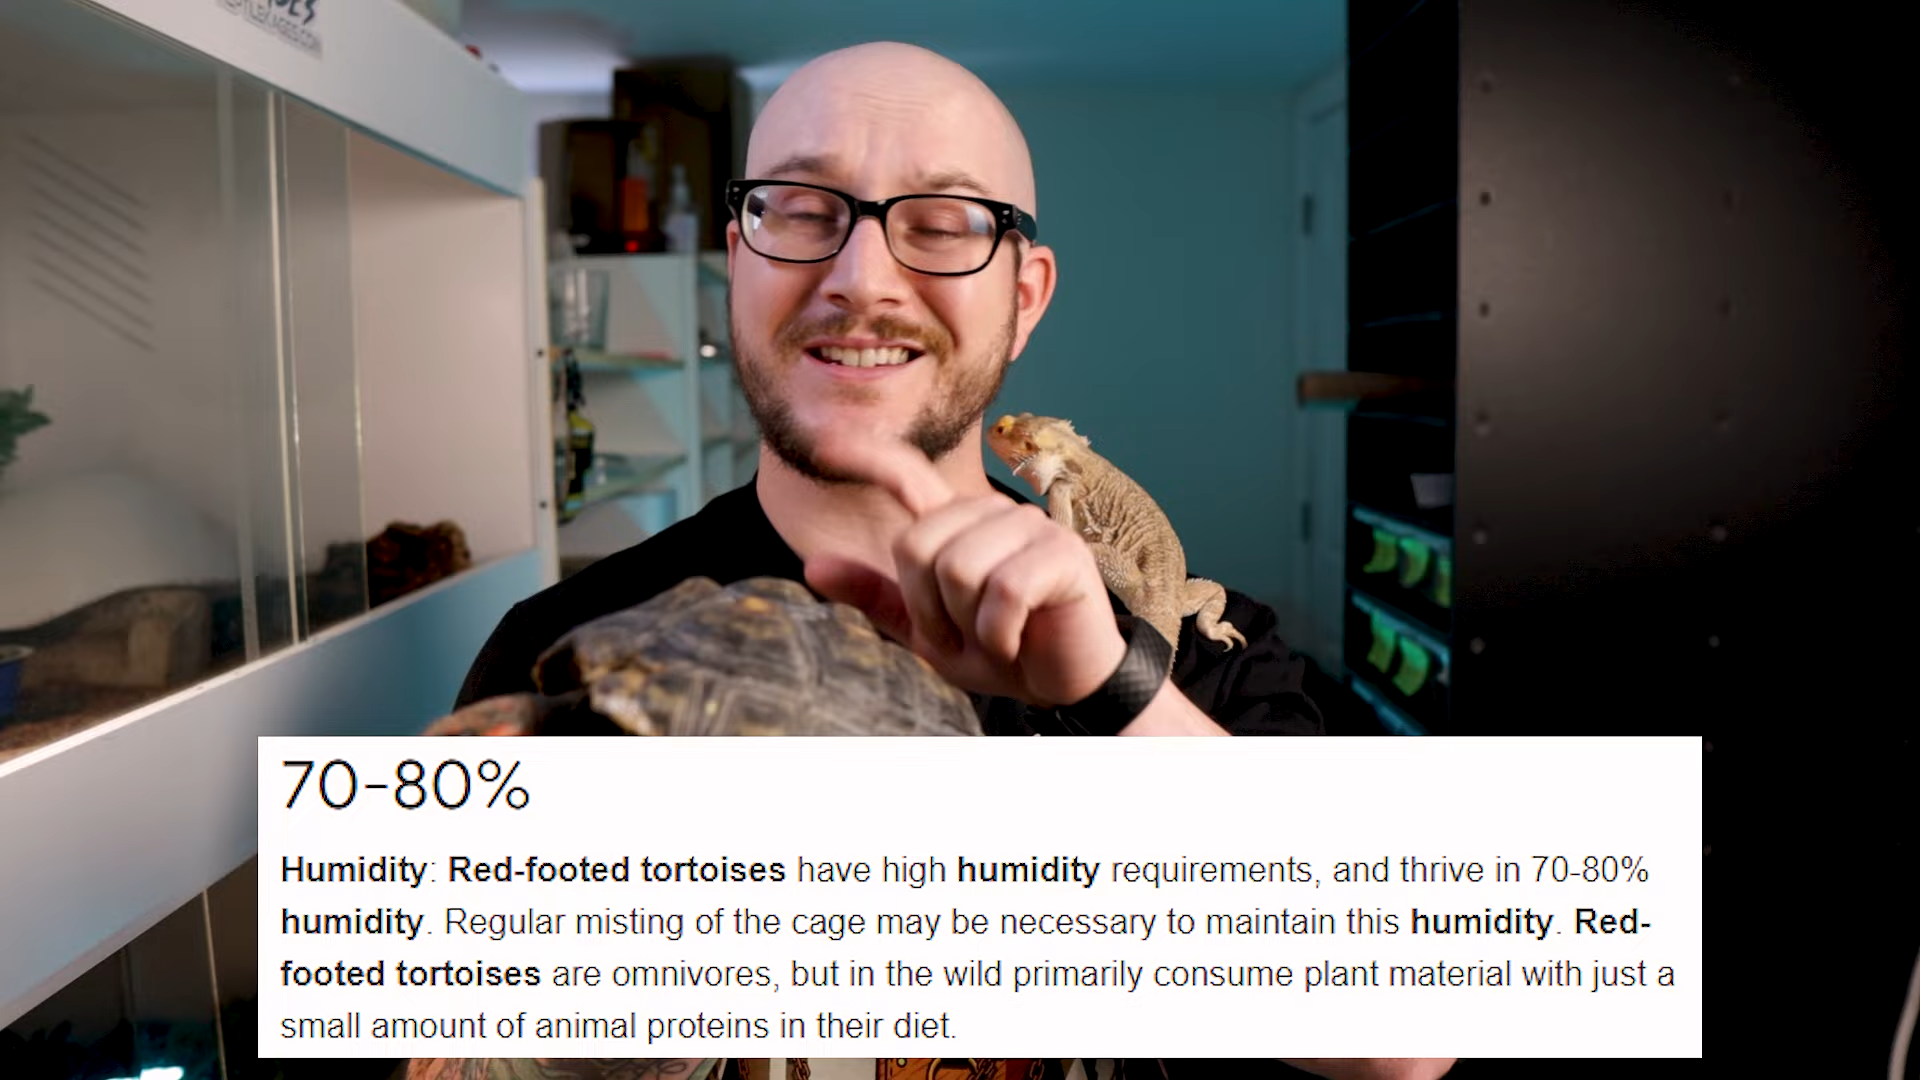 70-80%
Humidity: Red-footed tortoises have high humidity requirements, and thrive in 70-80%
humidity. Regular misting of the cage may be necessary to maintain this humidity. Red-
footed tortoises are omnivores, but in the wild primarily consume plant material with just a
small amount of animal proteins in their diet.